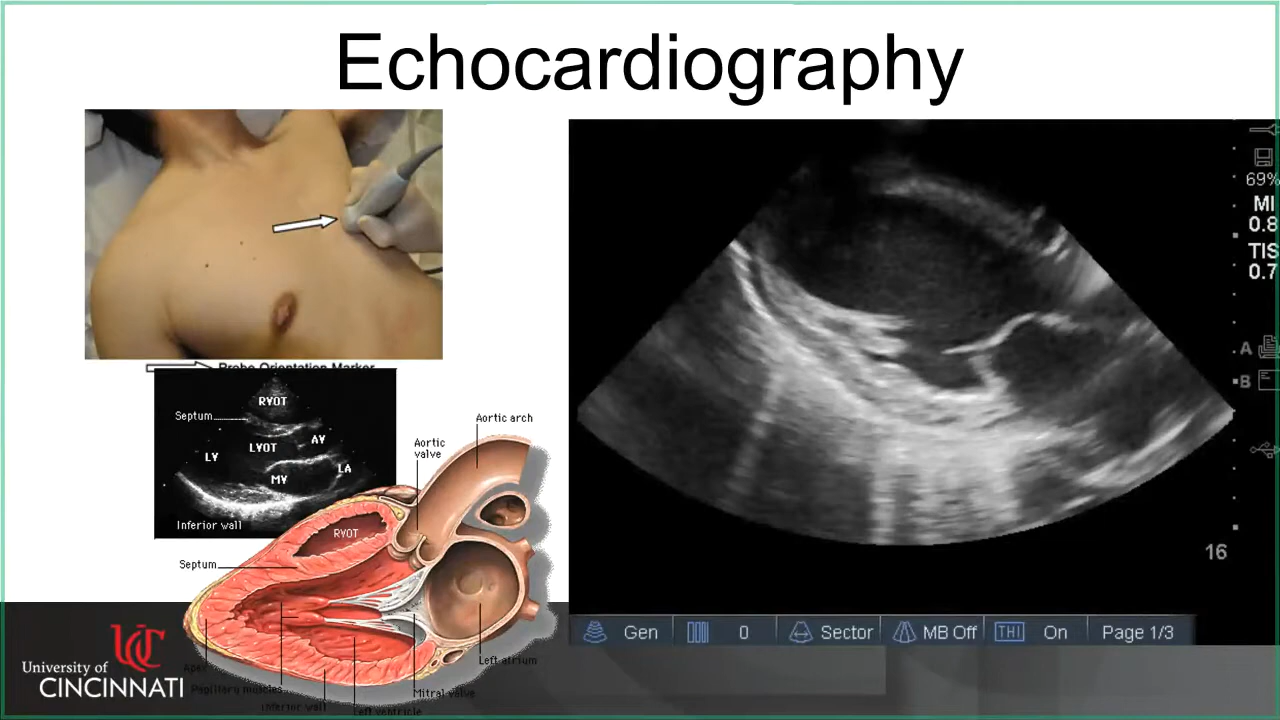 Echocardiography
Probe Orientation Marker
RVOT
Septum
AV
LVOT
LV
LA
MV
Inferior wall
Aortic arch
Aortic
valve
RVOT
Septum
Apex
Papillary muscles
Inferior wall
Left ventricle
Mitral valve
Left atrium
UC
University of
CINCINNATI
69%
MI
0.8
TIS
0.7
A
B
16
Gen
0
Sector
MB Off
THI
On
Page 1/3